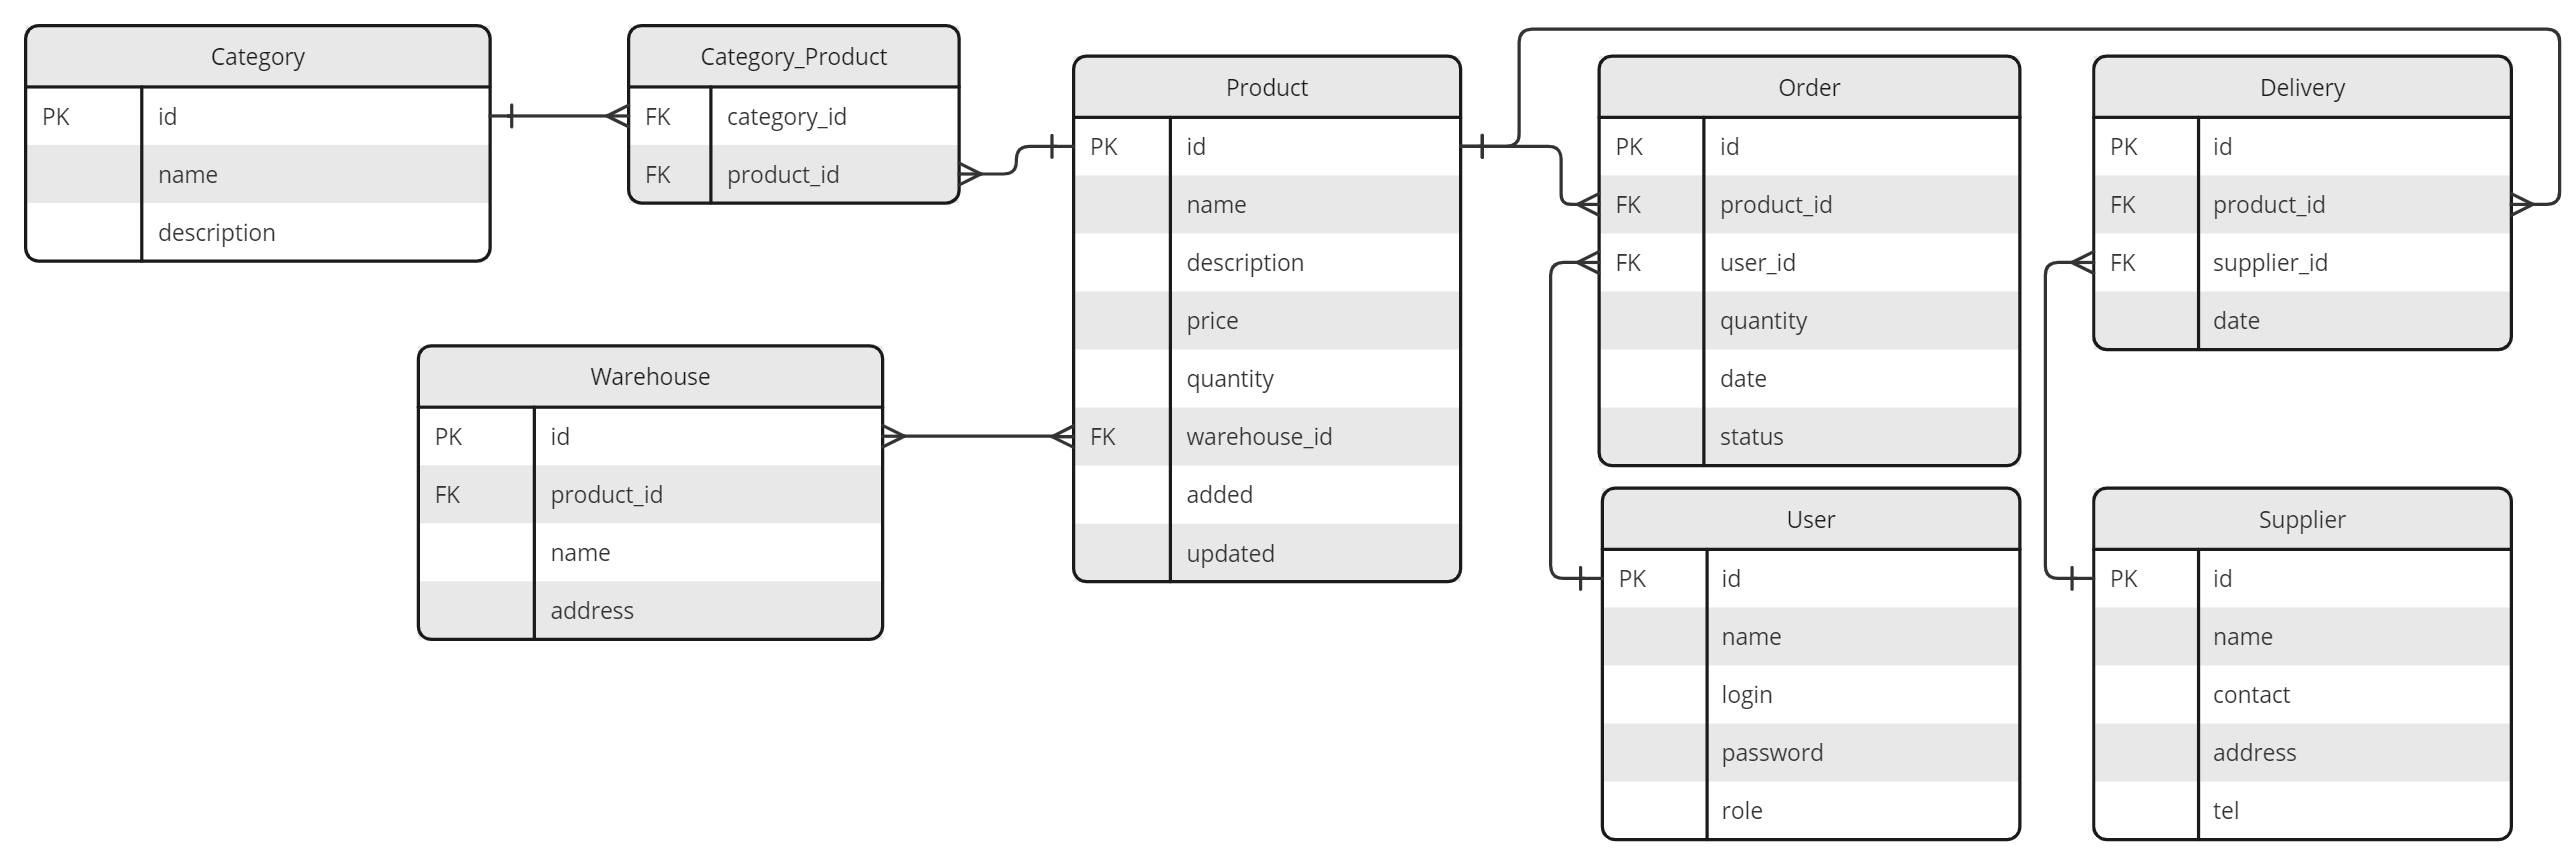 Category
PK id
name
description
Category_Product
FK category_id
FK product_id
Product
PK id
name
description
price
quantity
FK warehouse_id
added
updated
Order
PK id
FK product_id
FK user_id
quantity
date
status
Delivery
PK id
FK product_id
FK supplier_id
date
Warehouse
PK id
FK product_id
name
address
User
PK id
name
login
password
role
Supplier
PK id
name
contact
address
tel